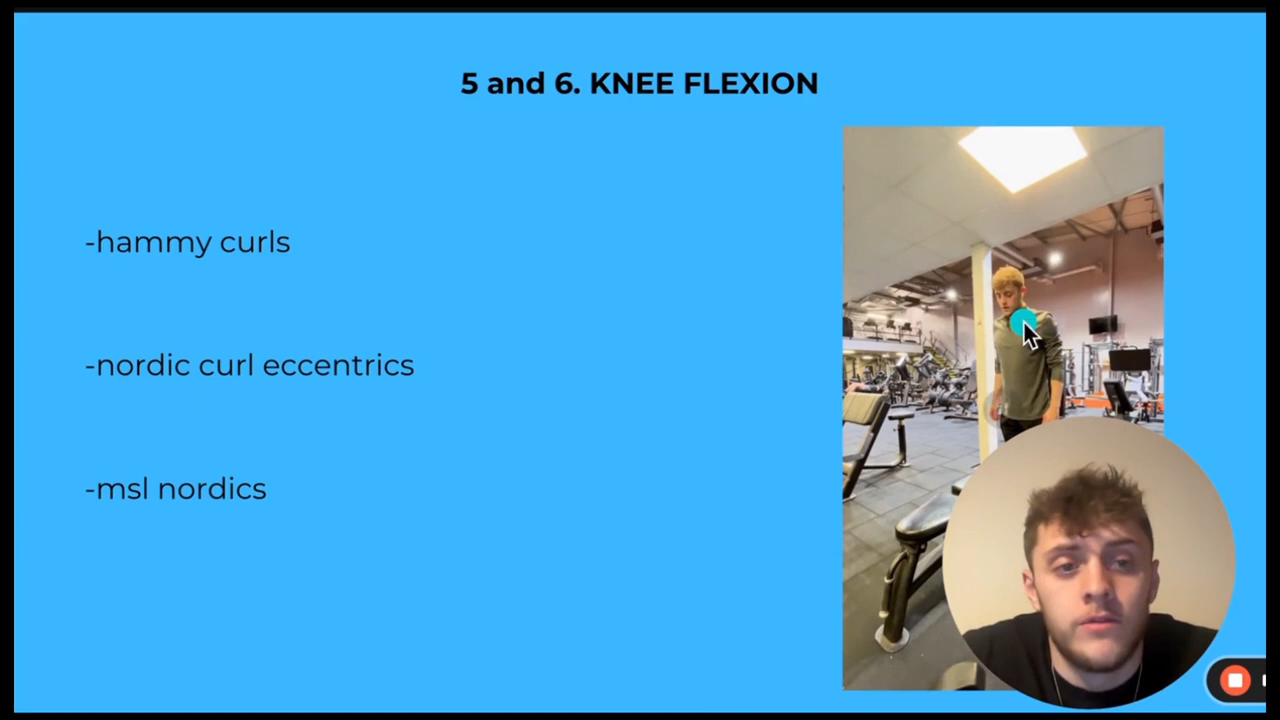 5 and 6. KNEE FLEXION
-hammy curls
-nordic curl eccentrics
-msl nordics